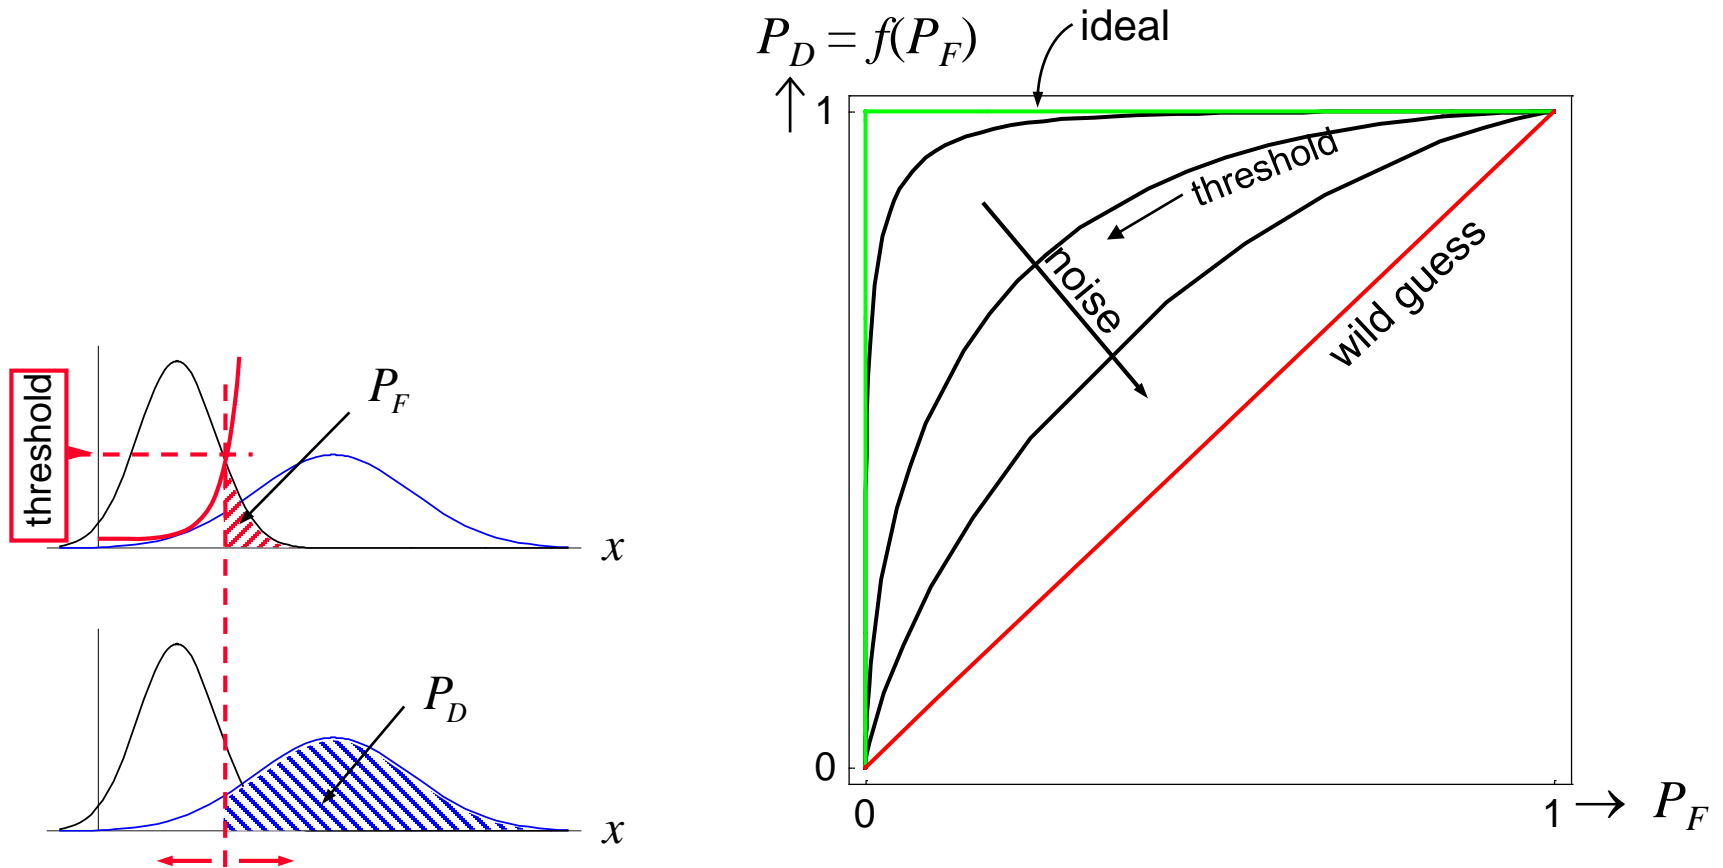 threshold
P_F
x
P_D
x
P_D = f(P_F)
ideal
1
threshold
noise
wild guess
0
0
1
→ P_F